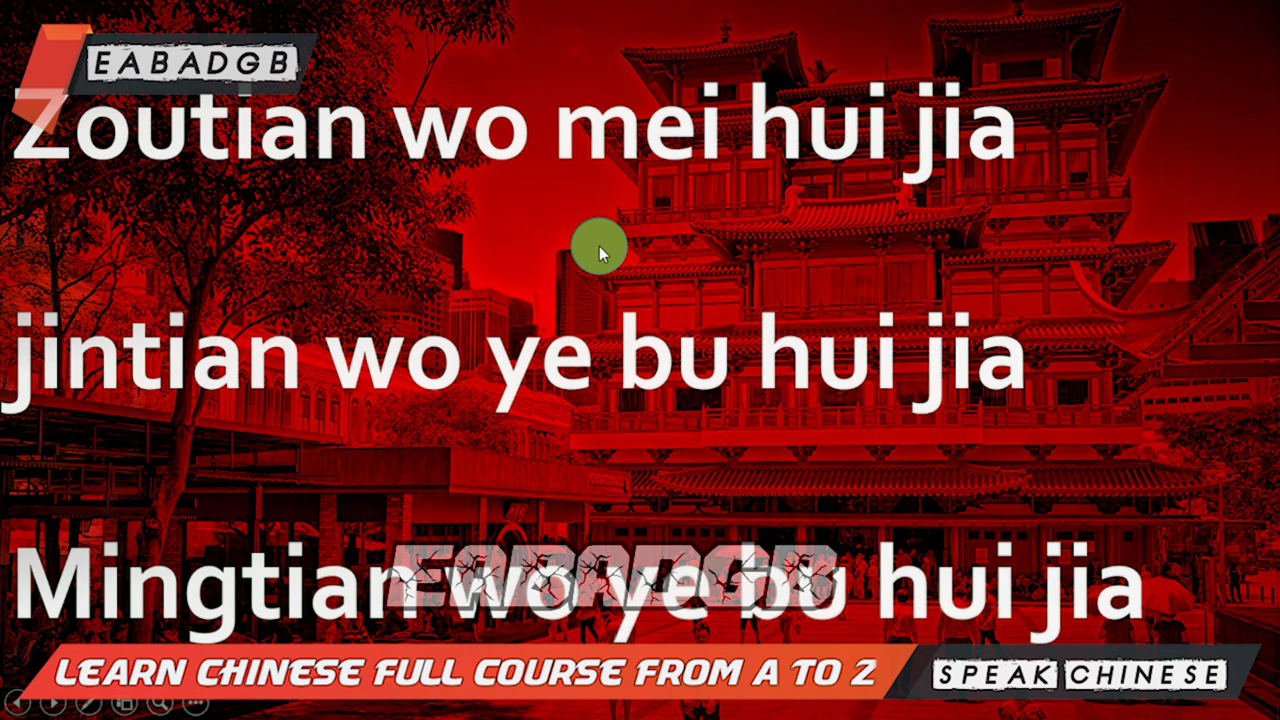 EABADGB
Zoutian wo mei hui jia
jintian wo ye bu hui jia
Mingtian wo ye bu hui jia
EABADGB
LEARN CHINESE FULL COURSE FROM A TO Z
SPEAK CHINESE